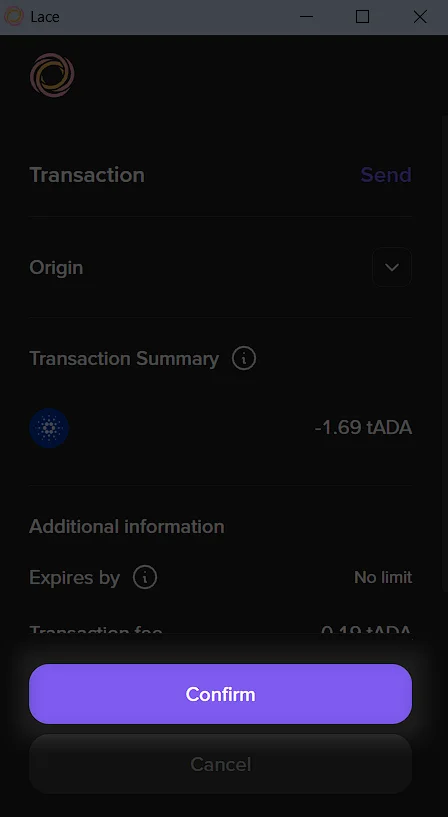 Lace
Transaction Send
Origin
Transaction Summary
-1.69 tADA
Additional information
Expires by No limit
Transaction fee 0.19 tADA
Confirm
Cancel